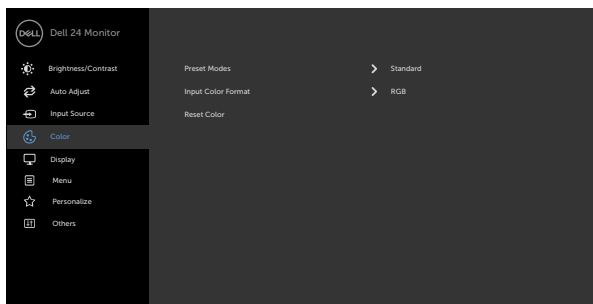 DELL Dell 24 Monitor
Brightness/Contrast
Auto Adjust
Input Source
Color
Display
Menu
Personalize
Others
Preset Modes Standard
Input Color Format RGB
Reset Color